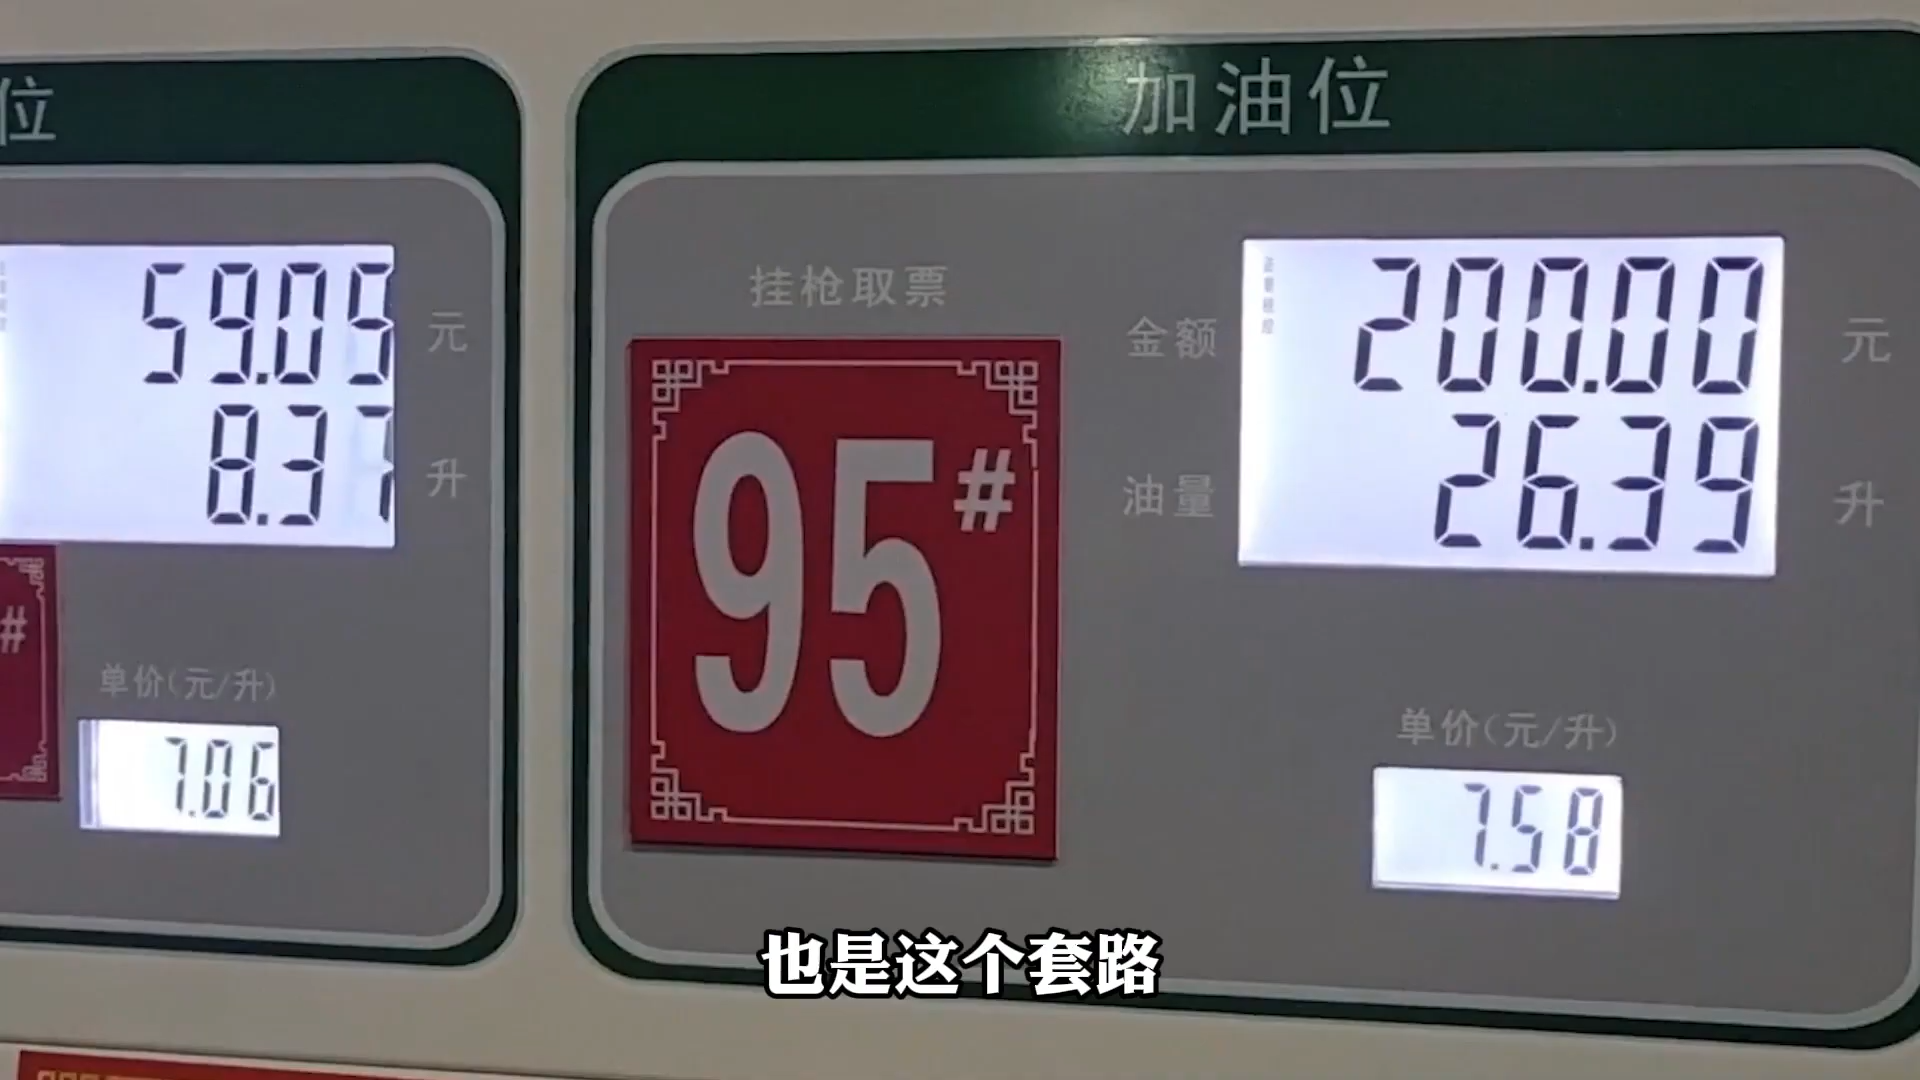 位
59.09 元
8.37 升
#
单价(元/升)
7.06
加油位
挂枪取票
95#
金额 200.00 元
油量 26.39 升
单价(元/升)
7.58
也是这个套路